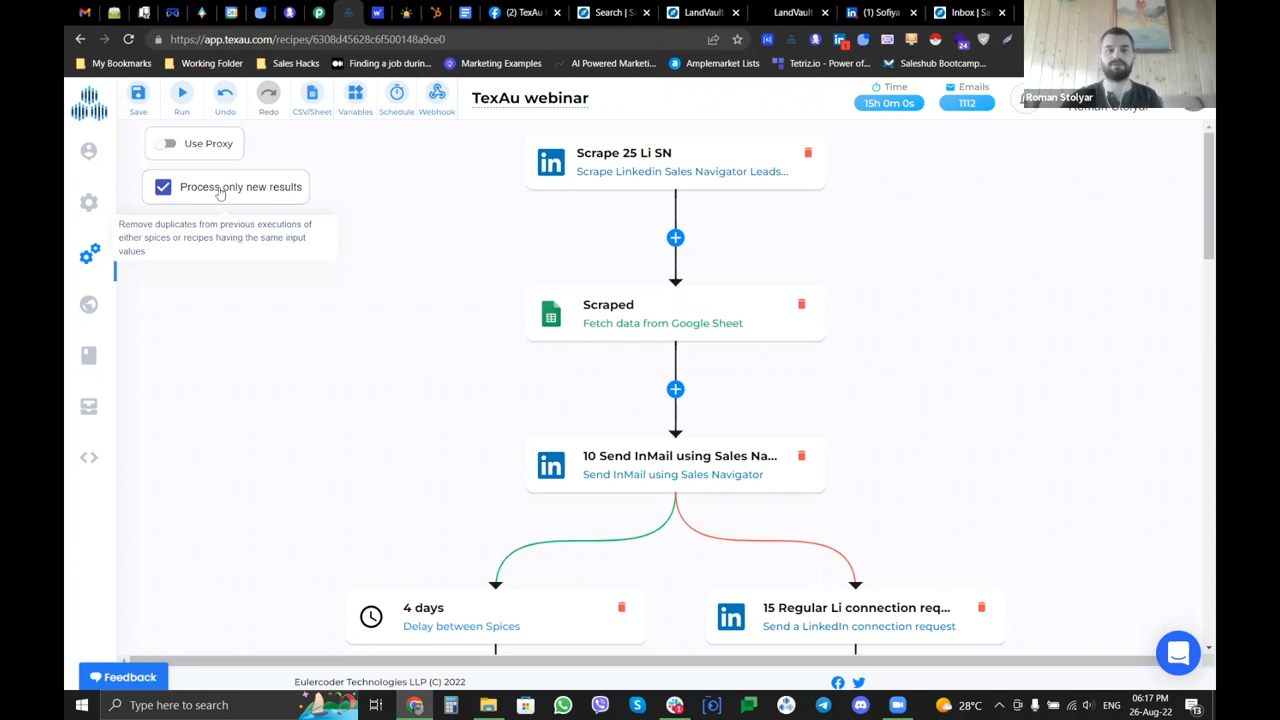 (2) TexAu
Search | S
LandVault
LandVault
(31) Sofiya
Inbox | Sa
https://app.texau.com/recipes/6308d45628c6f500148a9ce0
My Bookmarks
Working Folder
Sales Hacks
Finding a job durin...
Marketing Examples
AI Powered Marketi...
Amplemarket Lists
Tetriz.io - Power of...
Saleshub Bootcamp...
24
Roman Stolyar
Save
Run
Undo
Redo
CSV/Sheet
Variables
Schedule
Webhook
TexAu webinar
Time
15h 0m 0s
Emails
1112
Use Proxy
Process only new results
Remove duplicates from previous executions of
either spices or recipes having the same input
values
Scrape 25 Li SN
Scrape Linkedin Sales Navigator Leads...
Scraped
Fetch data from Google Sheet
10 Send InMail using Sales Na...
Send InMail using Sales Navigator
4 days
Delay between Spices
15 Regular Li connection req...
Send a LinkedIn connection request
Feedback
Eulercoder Technologies LLP (C) 2022
Type here to search
28°C
ENG
06:17 PM
26-Aug-22
13